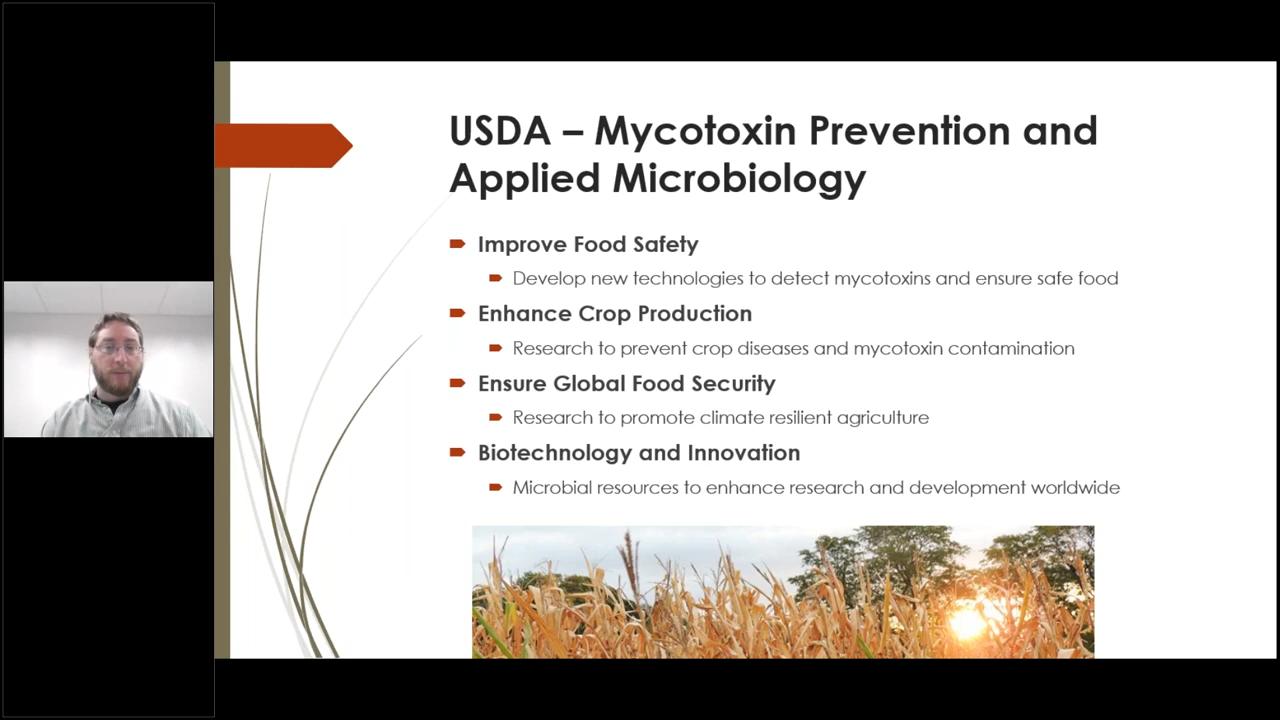 USDA – Mycotoxin Prevention and
Applied Microbiology
Improve Food Safety
Develop new technologies to detect mycotoxins and ensure safe food
Enhance Crop Production
Research to prevent crop diseases and mycotoxin contamination
Ensure Global Food Security
Research to promote climate resilient agriculture
Biotechnology and Innovation
Microbial resources to enhance research and development worldwide